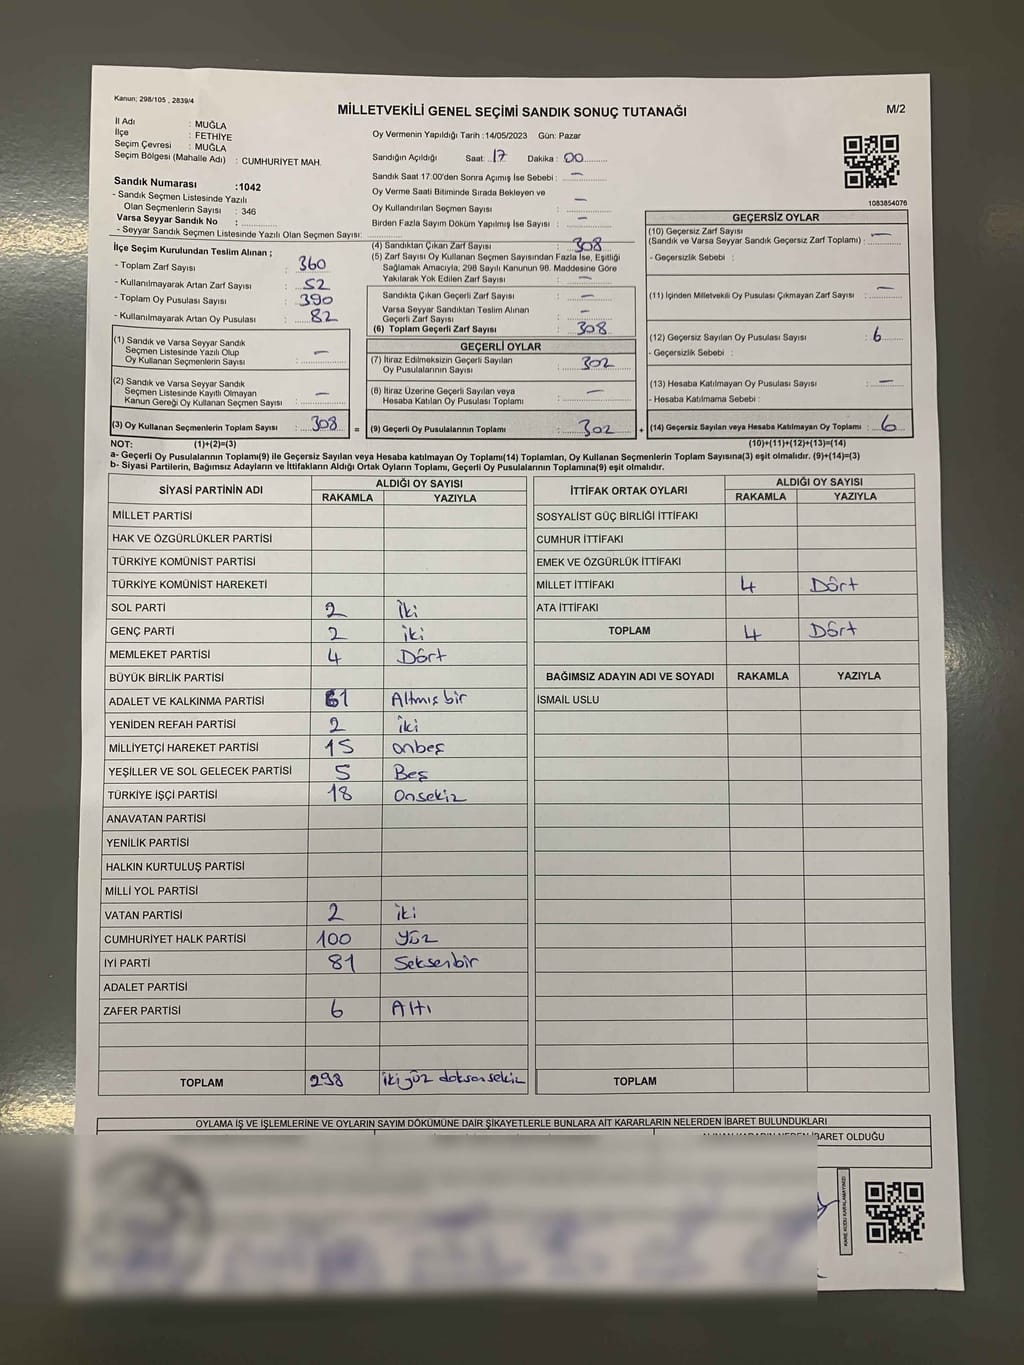 Kanun; 298/105 , 2839/4
MİLLETVEKİLİ GENEL SEÇİMİ SANDIK SONUÇ TUTANAĞI
M/2
İl Adı : MUĞLA
İlçe : FETHİYE
Seçim Çevresi : MUĞLA
Seçim Bölgesi (Mahalle Adı) : CUMHURIYET MAH.
Oy Vermenin Yapıldığı Tarih :14/05/2023 Gün: Pazar
Sandığın Açıldığı Saat: 17 Dakika : 00
Sandık Saat 17:00'den Sonra Açımış İse Sebebi : —
Oy Verme Saati Bitiminde Sırada Bekleyen ve
Oy Kullandırılan Seçmen Sayısı : —
Birden Fazla Sayım Döküm Yapılmış İse Sayısı : —
Sandık Numarası :1042
- Sandık Seçmen Listesinde Yazılı
Olan Seçmenlerin Sayısı : 346
Varsa Seyyar Sandık No :
- Seyyar Sandık Seçmen Listesinde Yazılı Olan Seçmen Sayısı:
1083854076
İlçe Seçim Kurulundan Teslim Alınan ;
- Toplam Zarf Sayısı : 360
- Kullanılmayarak Artan Zarf Sayısı : 52
- Toplam Oy Pusulası Sayısı : 390
- Kullanılmayarak Artan Oy Pusulası : 82
(1) Sandık ve Varsa Seyyar Sandık
Seçmen Listesinde Yazılı Olup
Oy Kullanan Seçmenlerin Sayısı : —
(2) Sandık ve Varsa Seyyar Sandık
Seçmen Listesinde Kayıtlı Olmayan
Kanun Gereği Oy Kullanan Seçmen Sayısı : —
(3) Oy Kullanan Seçmenlerin Toplam Sayısı : 308 =
(4) Sandıktan Çıkan Zarf Sayısı : 308
(5) Zarf Sayısı Oy Kullanan Seçmen Sayısından Fazla İse, Eşitliği
Sağlamak Amacıyla; 298 Sayılı Kanunun 98. Maddesine Göre
Yakılarak Yok Edilen Zarf Sayısı : —
Sandıkta Çıkan Geçerli Zarf Sayısı : —
Varsa Seyyar Sandıktan Teslim Alınan
Geçerli Zarf Sayısı : —
(6) Toplam Geçerli Zarf Sayısı : 308
GEÇERLİ OYLAR
(7) İtiraz Edilmeksizin Geçerli Sayılan
Oy Pusulalarının Sayısı : 302
(8) İtiraz Üzerine Geçerli Sayılan veya
Hesaba Katılan Oy Pusulası Toplamı : —
(9) Geçerli Oy Pusulalarının Toplamı : 302 +
GEÇERSİZ OYLAR
(10) Geçersiz Zarf Sayısı
(Sandık ve Varsa Seyyar Sandık Geçersiz Zarf Toplamı) : —
- Geçersizlik Sebebi :
(11) İçinden Milletvekili Oy Pusulası Çıkmayan Zarf Sayısı : —
(12) Geçersiz Sayılan Oy Pusulası Sayısı : 6
- Geçersizlik Sebebi :
(13) Hesaba Katılmayan Oy Pusulası Sayısı : —
- Hesaba Katılmama Sebebi :
(14) Geçersiz Sayılan veya Hesaba Katılmayan Oy Toplamı : 6
NOT: (1)+(2)=(3) (10)+(11)+(12)+(13)=(14)
a- Geçerli Oy Pusulalarının Toplamı(9) ile Geçersiz Sayılan veya Hesaba katılmayan Oy Toplamı(14) Toplamları, Oy Kullanan Seçmenlerin Toplam Sayısına(3) eşit olmalıdır. (9)+(14)=(3)
b- Siyasi Partilerin, Bağımsız Adayların ve İttifakların Aldığı Ortak Oyların Toplamı, Geçerli Oy Pusulalarının Toplamına(9) eşit olmalıdır.
SİYASİ PARTİNİN ADI ALDIĞI OY SAYISI
RAKAMLA YAZIYLA
MİLLET PARTİSİ
HAK VE ÖZGÜRLÜKLER PARTİSİ
TÜRKİYE KOMÜNİST PARTİSİ
TÜRKİYE KOMÜNİST HAREKETİ
SOL PARTİ 2 İki
GENÇ PARTİ 2 iki
MEMLEKET PARTİSİ 4 Dört
BÜYÜK BİRLİK PARTİSİ
ADALET VE KALKINMA PARTİSİ 61 Altmış bir
YENİDEN REFAH PARTİSİ 2 iki
MİLLİYETÇİ HAREKET PARTİSİ 15 onbeş
YEŞİLLER VE SOL GELECEK PARTİSİ 5 Beş
TÜRKİYE İŞÇİ PARTİSİ 18 Onsekiz
ANAVATAN PARTİSİ
YENİLİK PARTİSİ
HALKIN KURTULUŞ PARTİSİ
MİLLİ YOL PARTİSİ
VATAN PARTİSİ 2 iki
CUMHURİYET HALK PARTİSİ 100 Yüz
İYİ PARTİ 81 Seksenbir
ADALET PARTİSİ
ZAFER PARTİSİ 6 Altı
TOPLAM 298 iki yüz doksansekiz
İTTİFAK ORTAK OYLARI ALDIĞI OY SAYISI
RAKAMLA YAZIYLA
SOSYALİST GÜÇ BİRLİĞİ İTTİFAKI
CUMHUR İTTİFAKI
EMEK VE ÖZGÜRLÜK İTTİFAKI
MİLLET İTTİFAKI 4 Dört
ATA İTTİFAKI
TOPLAM 4 Dört
BAĞIMSIZ ADAYIN ADI VE SOYADI RAKAMLA YAZIYLA
İSMAİL USLU
TOPLAM
OYLAMA İŞ VE İŞLEMLERİNE VE OYLARIN SAYIM DÖKÜMÜNE DAİR ŞİKAYETLERLE BUNLARA AİT KARARLARIN NELERDEN İBARET BULUNDUKLARI
İBARET OLDUĞU
KARE KODU KARALAMAYINIZ!